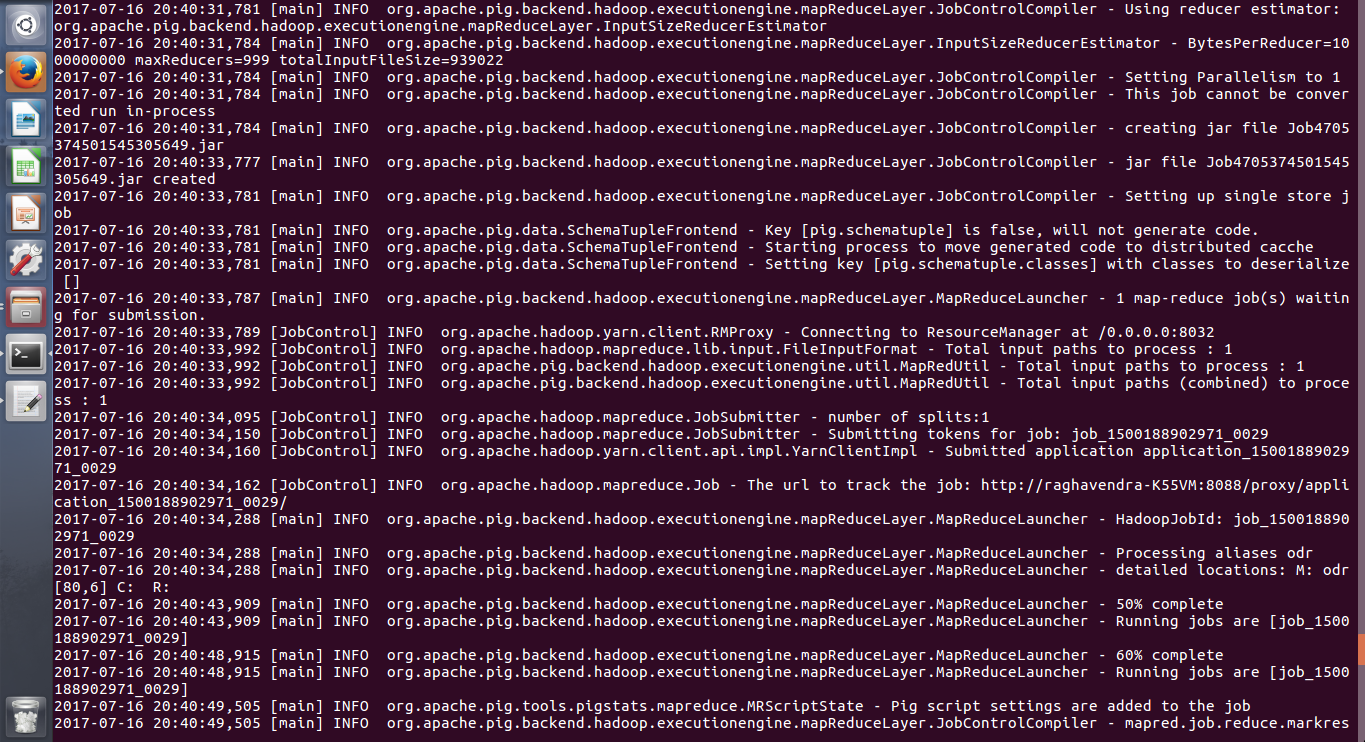 2017-07-16 20:40:31,781 [main] INFO  org.apache.pig.backend.hadoop.executionengine.mapReduceLayer.JobControlCompiler - Using reducer estimator:
org.apache.pig.backend.hadoop.executionengine.mapReduceLayer.InputSizeReducerEstimator
2017-07-16 20:40:31,784 [main] INFO  org.apache.pig.backend.hadoop.executionengine.mapReduceLayer.InputSizeReducerEstimator - BytesPerReducer=10
00000000 maxReducers=999 totalInputFileSize=939022
2017-07-16 20:40:31,784 [main] INFO  org.apache.pig.backend.hadoop.executionengine.mapReduceLayer.JobControlCompiler - Setting Parallelism to 1
2017-07-16 20:40:31,784 [main] INFO  org.apache.pig.backend.hadoop.executionengine.mapReduceLayer.JobControlCompiler - This job cannot be conver
ted run in-process
2017-07-16 20:40:31,784 [main] INFO  org.apache.pig.backend.hadoop.executionengine.mapReduceLayer.JobControlCompiler - creating jar file Job4705
374501545305649.jar
2017-07-16 20:40:33,777 [main] INFO  org.apache.pig.backend.hadoop.executionengine.mapReduceLayer.JobControlCompiler - jar file Job4705374501545
305649.jar created
2017-07-16 20:40:33,781 [main] INFO  org.apache.pig.backend.hadoop.executionengine.mapReduceLayer.JobControlCompiler - Setting up single store j
ob
2017-07-16 20:40:33,781 [main] INFO  org.apache.pig.data.SchemaTupleFrontend - Key [pig.schematuple] is false, will not generate code.
2017-07-16 20:40:33,781 [main] INFO  org.apache.pig.data.SchemaTupleFrontend - Starting process to move generated code to distributed cacche
2017-07-16 20:40:33,781 [main] INFO  org.apache.pig.data.SchemaTupleFrontend - Setting key [pig.schematuple.classes] with classes to deserialize
 []
2017-07-16 20:40:33,787 [main] INFO  org.apache.pig.backend.hadoop.executionengine.mapReduceLayer.MapReduceLauncher - 1 map-reduce job(s) waitin
g for submission.
2017-07-16 20:40:33,789 [JobControl] INFO  org.apache.hadoop.yarn.client.RMProxy - Connecting to ResourceManager at /0.0.0.0:8032
2017-07-16 20:40:33,992 [JobControl] INFO  org.apache.hadoop.mapreduce.lib.input.FileInputFormat - Total input paths to process : 1
2017-07-16 20:40:33,992 [JobControl] INFO  org.apache.pig.backend.hadoop.executionengine.util.MapRedUtil - Total input paths to process : 1
2017-07-16 20:40:33,992 [JobControl] INFO  org.apache.pig.backend.hadoop.executionengine.util.MapRedUtil - Total input paths (combined) to proce
ss : 1
2017-07-16 20:40:34,095 [JobControl] INFO  org.apache.hadoop.mapreduce.JobSubmitter - number of splits:1
2017-07-16 20:40:34,150 [JobControl] INFO  org.apache.hadoop.mapreduce.JobSubmitter - Submitting tokens for job: job_1500188902971_0029
2017-07-16 20:40:34,160 [JobControl] INFO  org.apache.hadoop.yarn.client.api.impl.YarnClientImpl - Submitted application application_15001889029
71_0029
2017-07-16 20:40:34,162 [JobControl] INFO  org.apache.hadoop.mapreduce.Job - The url to track the job: http://raghavendra-K55VM:8088/proxy/appli
cation_1500188902971_0029/
2017-07-16 20:40:34,288 [main] INFO  org.apache.pig.backend.hadoop.executionengine.mapReduceLayer.MapReduceLauncher - HadoopJobId: job_150018890
2971_0029
2017-07-16 20:40:34,288 [main] INFO  org.apache.pig.backend.hadoop.executionengine.mapReduceLayer.MapReduceLauncher - Processing aliases odr
2017-07-16 20:40:34,288 [main] INFO  org.apache.pig.backend.hadoop.executionengine.mapReduceLayer.MapReduceLauncher - detailed locations: M: odr
[80,6] C:  R:
2017-07-16 20:40:43,909 [main] INFO  org.apache.pig.backend.hadoop.executionengine.mapReduceLayer.MapReduceLauncher - 50% complete
2017-07-16 20:40:43,909 [main] INFO  org.apache.pig.backend.hadoop.executionengine.mapReduceLayer.MapReduceLauncher - Running jobs are [job_1500
188902971_0029]
2017-07-16 20:40:48,915 [main] INFO  org.apache.pig.backend.hadoop.executionengine.mapReduceLayer.MapReduceLauncher - 60% complete
2017-07-16 20:40:48,915 [main] INFO  org.apache.pig.backend.hadoop.executionengine.mapReduceLayer.MapReduceLauncher - Running jobs are [job_1500
188902971_0029]
2017-07-16 20:40:49,505 [main] INFO  org.apache.pig.tools.pigstats.mapreduce.MRScriptState - Pig script settings are added to the job
2017-07-16 20:40:49,505 [main] INFO  org.apache.pig.backend.hadoop.executionengine.mapReduceLayer.JobControlCompiler - mapred.job.reduce.markres